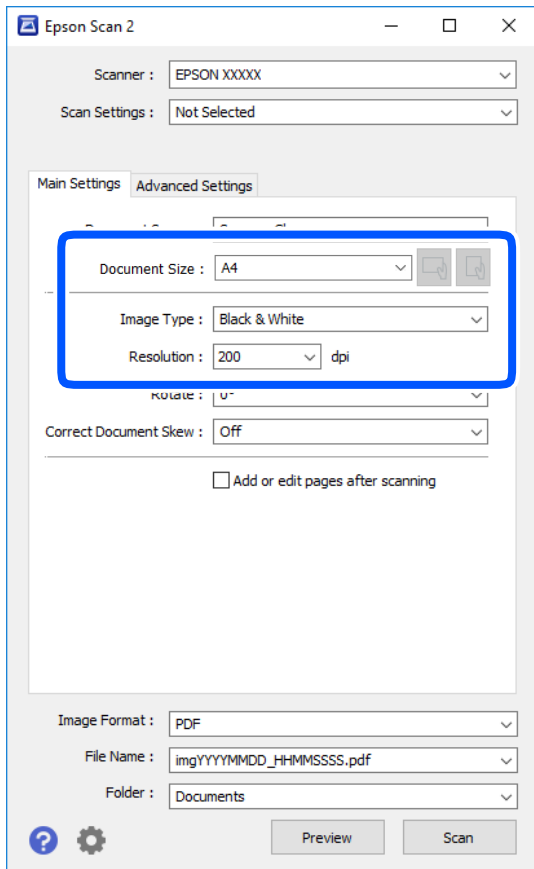 Epson Scan 2
Scanner : EPSON XXXXX
Scan Settings : Not Selected
Main Settings Advanced Settings
Document Size : A4
Image Type : Black & White
Resolution : 200 dpi
Rotate : 0°
Correct Document Skew : Off
Add or edit pages after scanning
Image Format : PDF
File Name : imgYYYYMMDD_HHMMSSSS.pdf
Folder : Documents
? Preview Scan